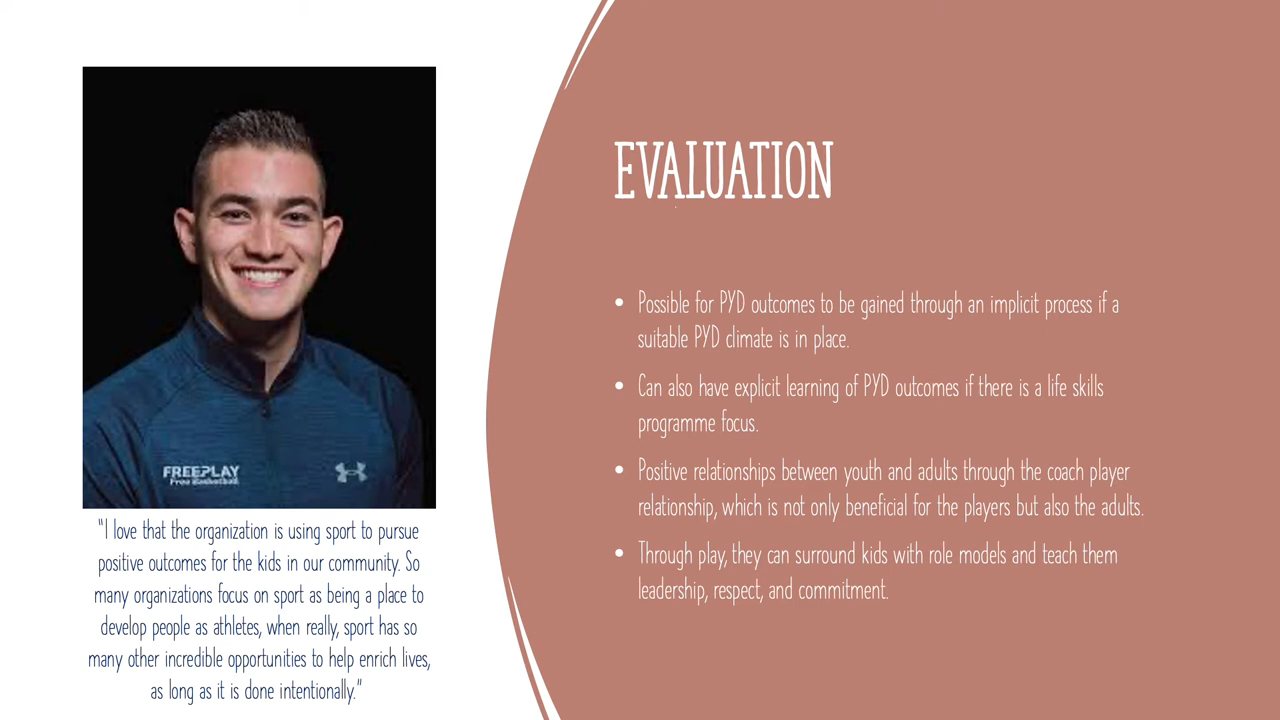 FREEPLAY
Free Basketball
"I love that the organization is using sport to pursue
positive outcomes for the kids in our community. So
many organizations focus on sport as being a place to
develop people as athletes, when really, sport has so
many other incredible opportunities to help enrich lives,
as long as it is done intentionally."
EVALUATION
• Possible for PYD outcomes to be gained through an implicit process if a
suitable PYD climate is in place.
• Can also have explicit learning of PYD outcomes if there is a life skills
programme focus.
• Positive relationships between youth and adults through the coach player
relationship, which is not only beneficial for the players but also the adults.
• Through play, they can surround kids with role models and teach them
leadership, respect, and commitment.